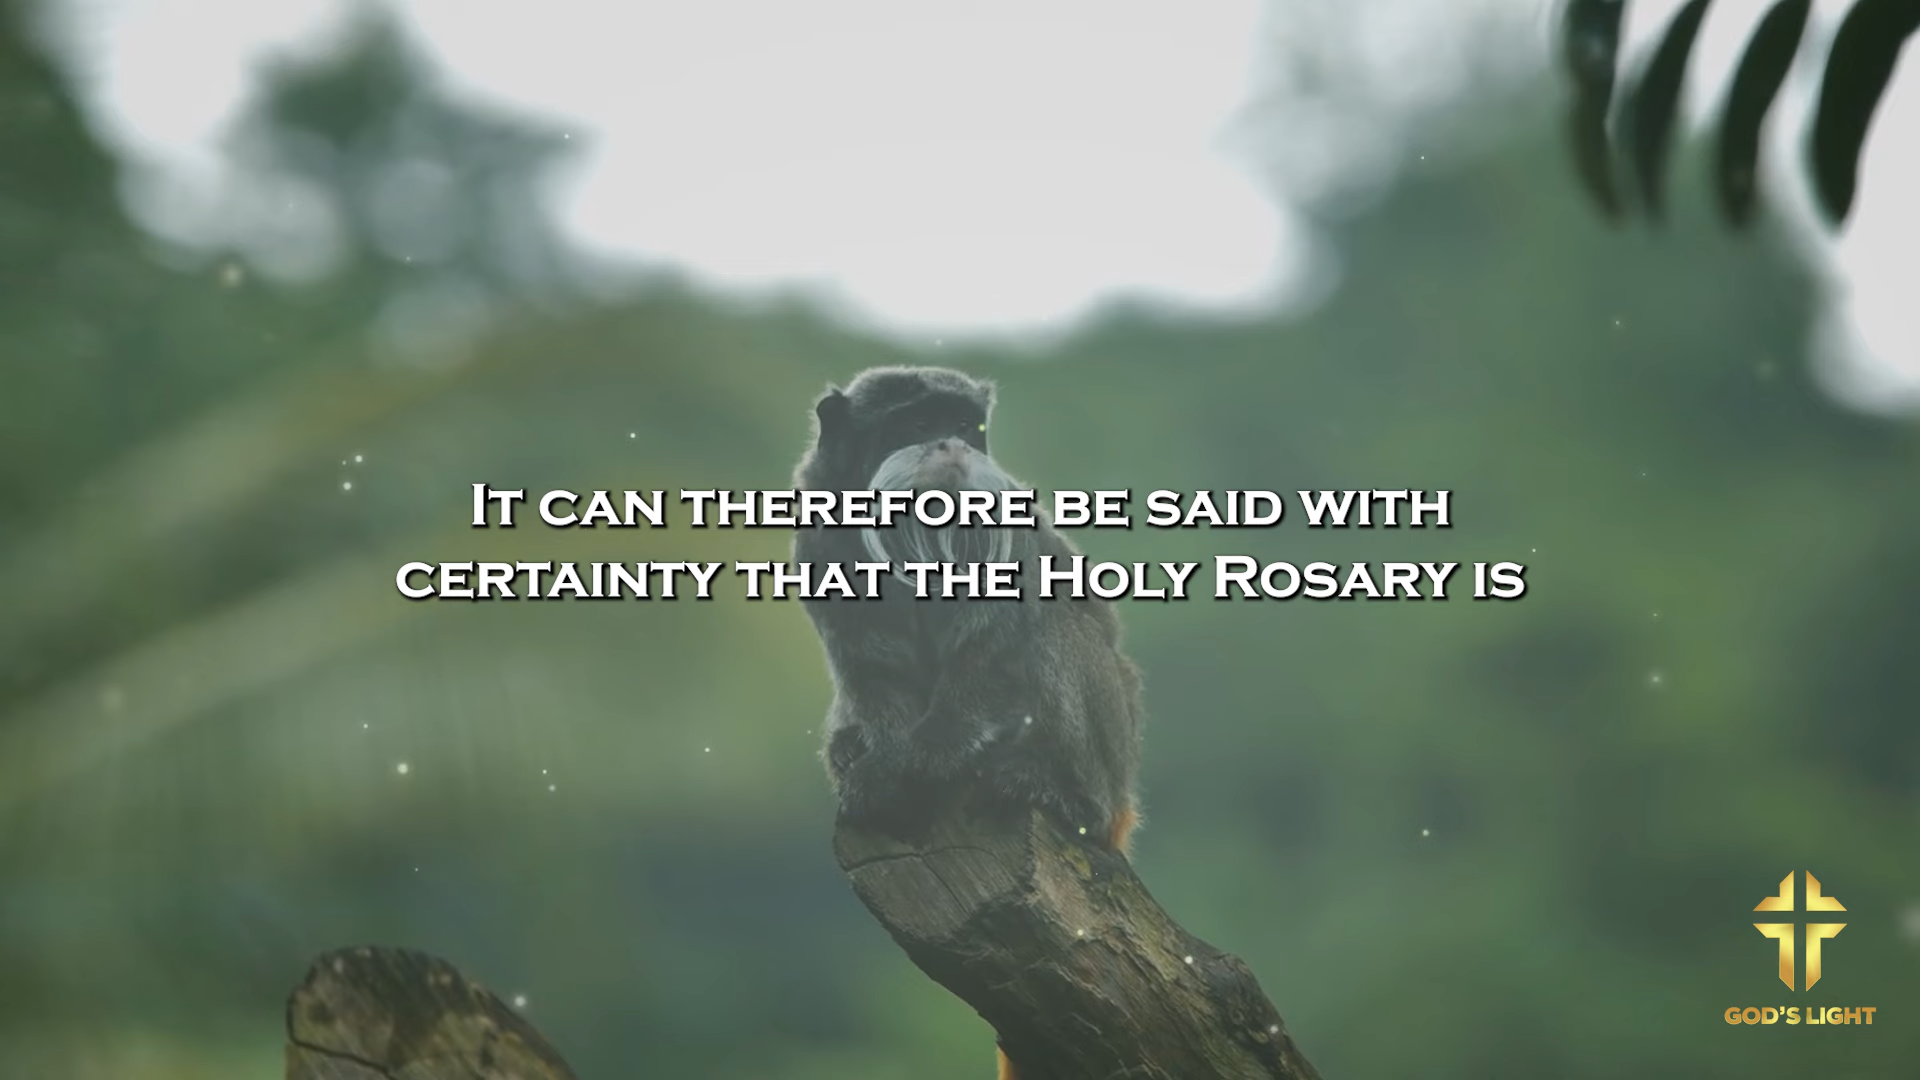 It can therefore be said with
certainty that the Holy Rosary is
GOD'S LIGHT